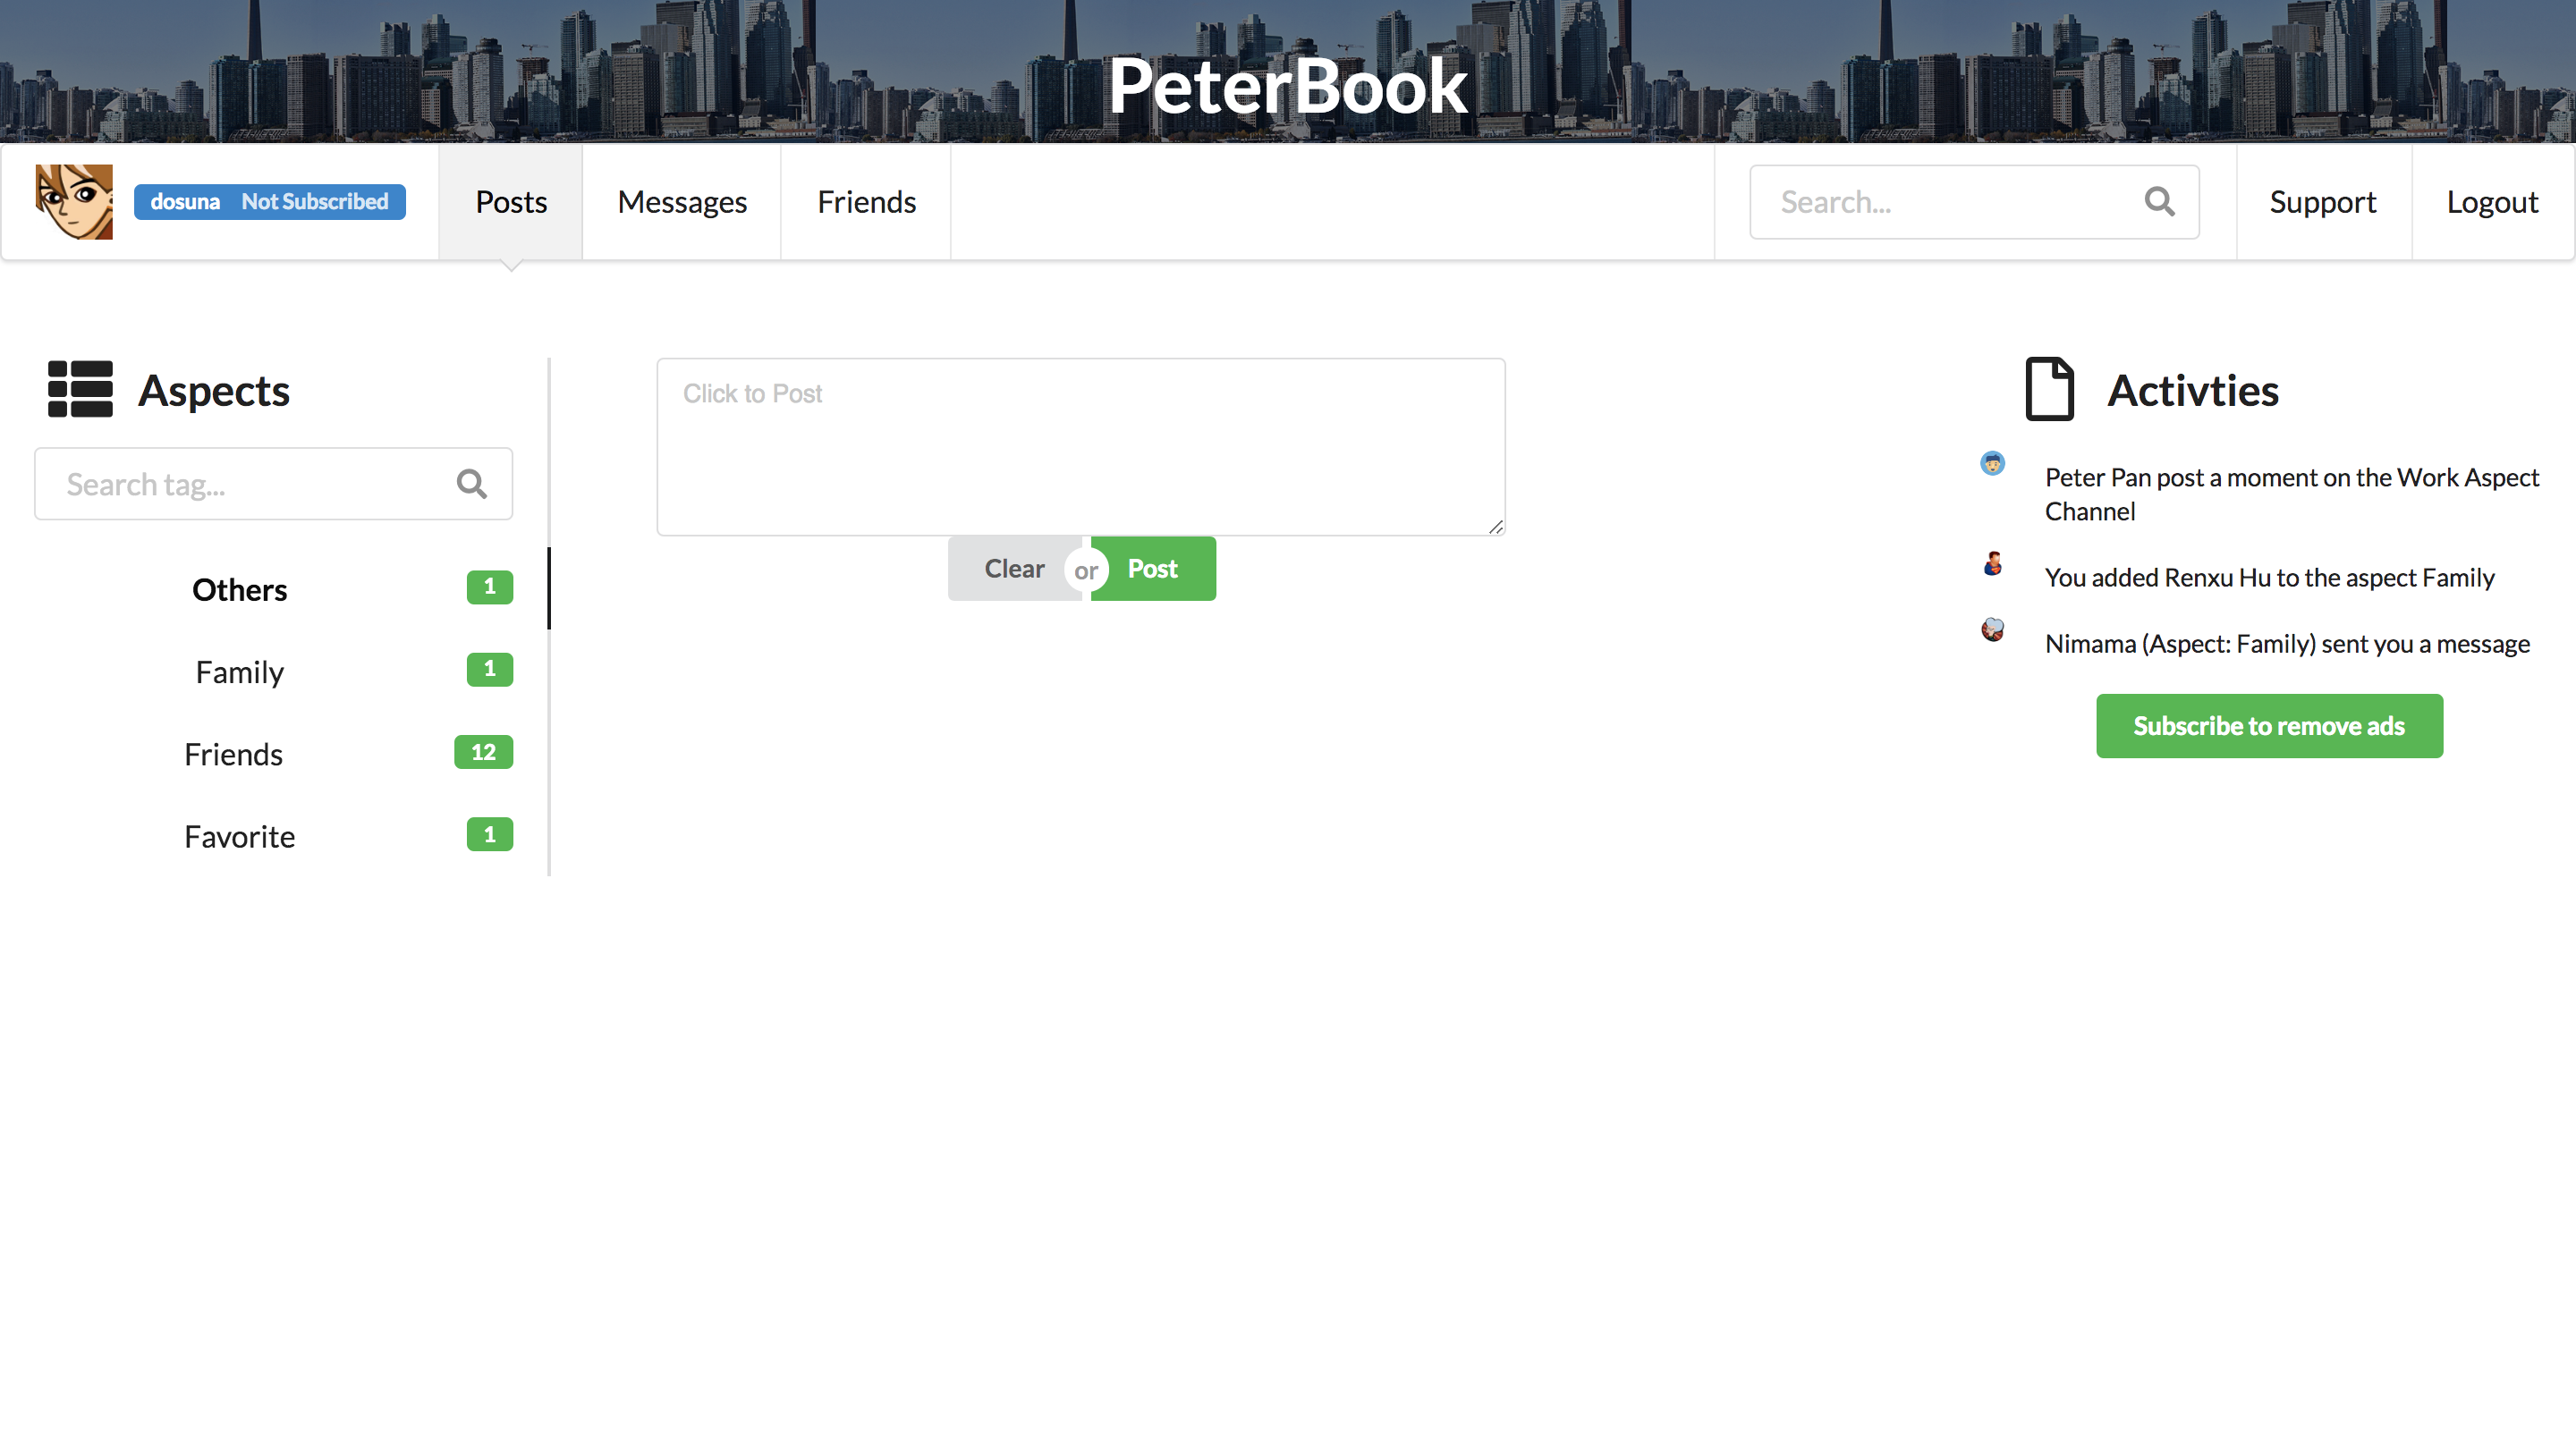 PeterBook
dosuna Not Subscribed
Posts
Messages
Friends
Search...
Support
Logout
Aspects
Search tag...
Others 1
Family 1
Friends 12
Favorite 1
Click to Post
Clear or Post
Activties
Peter Pan post a moment on the Work Aspect
Channel
You added Renxu Hu to the aspect Family
Nimama (Aspect: Family) sent you a message
Subscribe to remove ads